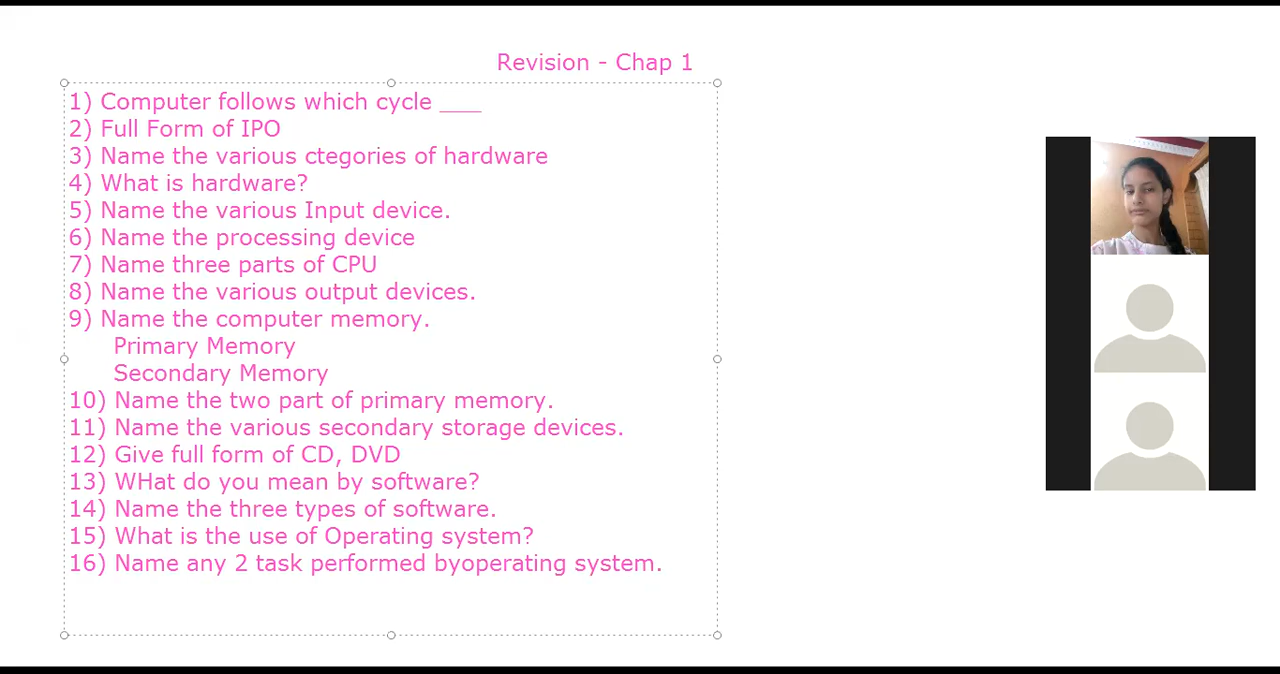 Revision - Chap 1
1) Computer follows which cycle ___
2) Full Form of IPO
3) Name the various ctegories of hardware
4) What is hardware?
5) Name the various Input device.
6) Name the processing device
7) Name three parts of CPU
8) Name the various output devices.
9) Name the computer memory.
Primary Memory
Secondary Memory
10) Name the two part of primary memory.
11) Name the various secondary storage devices.
12) Give full form of CD, DVD
13) WHat do you mean by software?
14) Name the three types of software.
15) What is the use of Operating system?
16) Name any 2 task performed byoperating system.